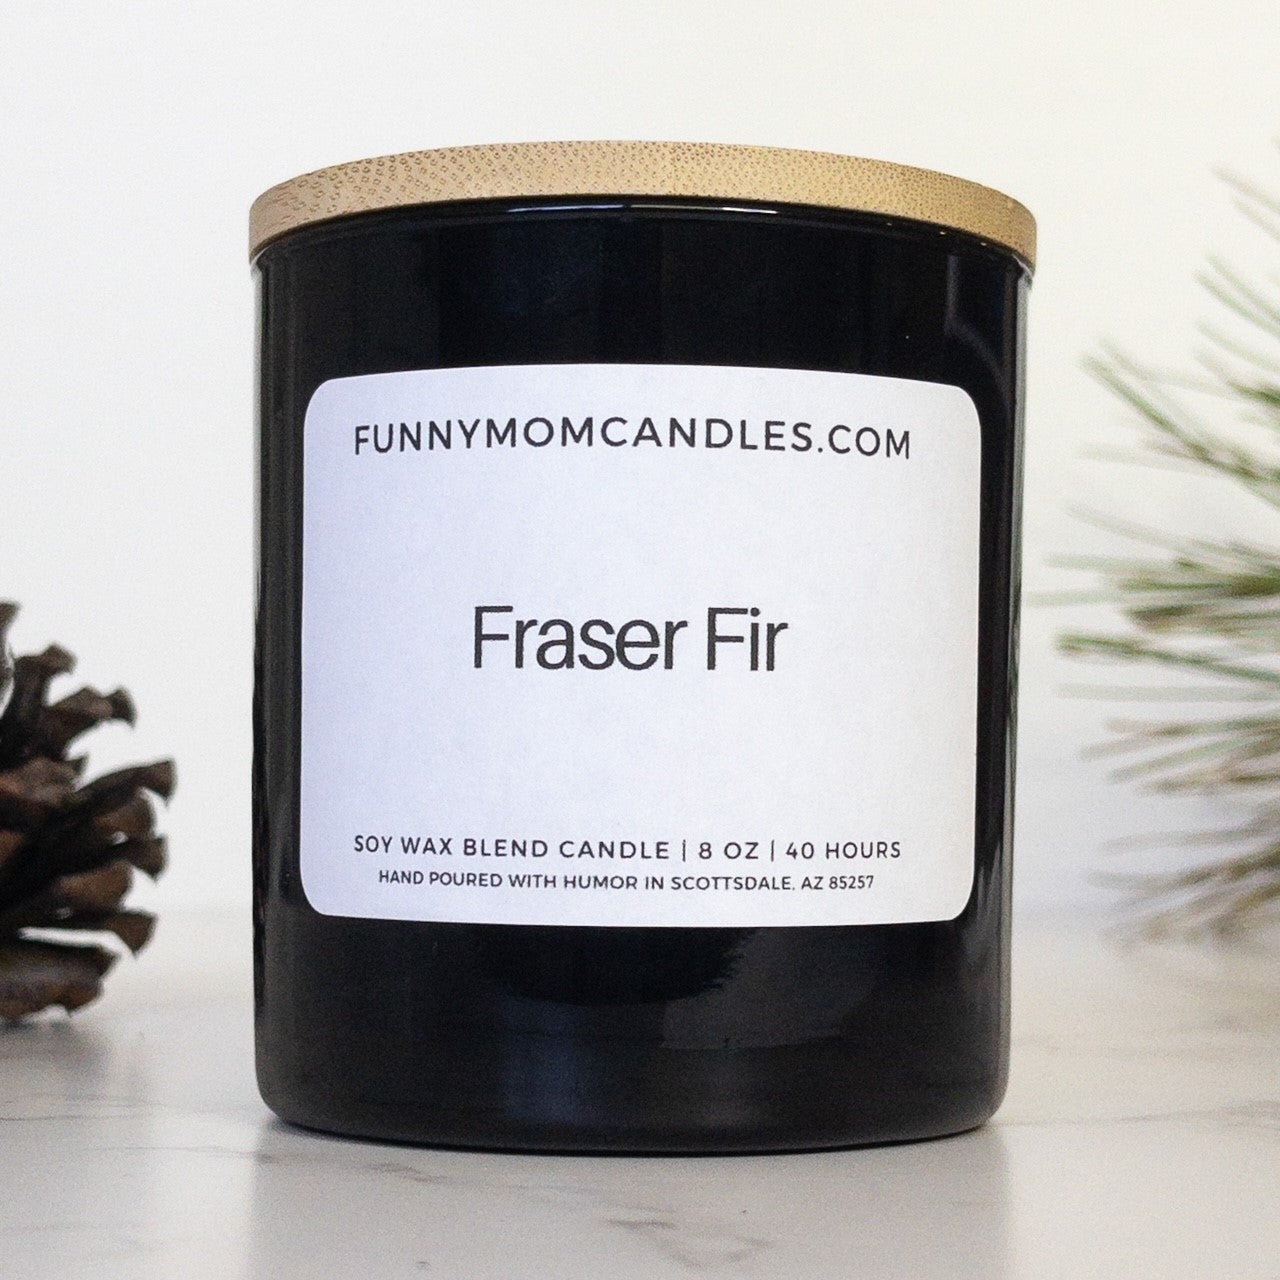 FUNNYMOMCANDLES.COM
Fraser Fir
SOY WAX BLEND CANDLE | 8 OZ | 40 HOURS
HAND POURED WITH HUMOR IN SCOTTSDALE, AZ 85257